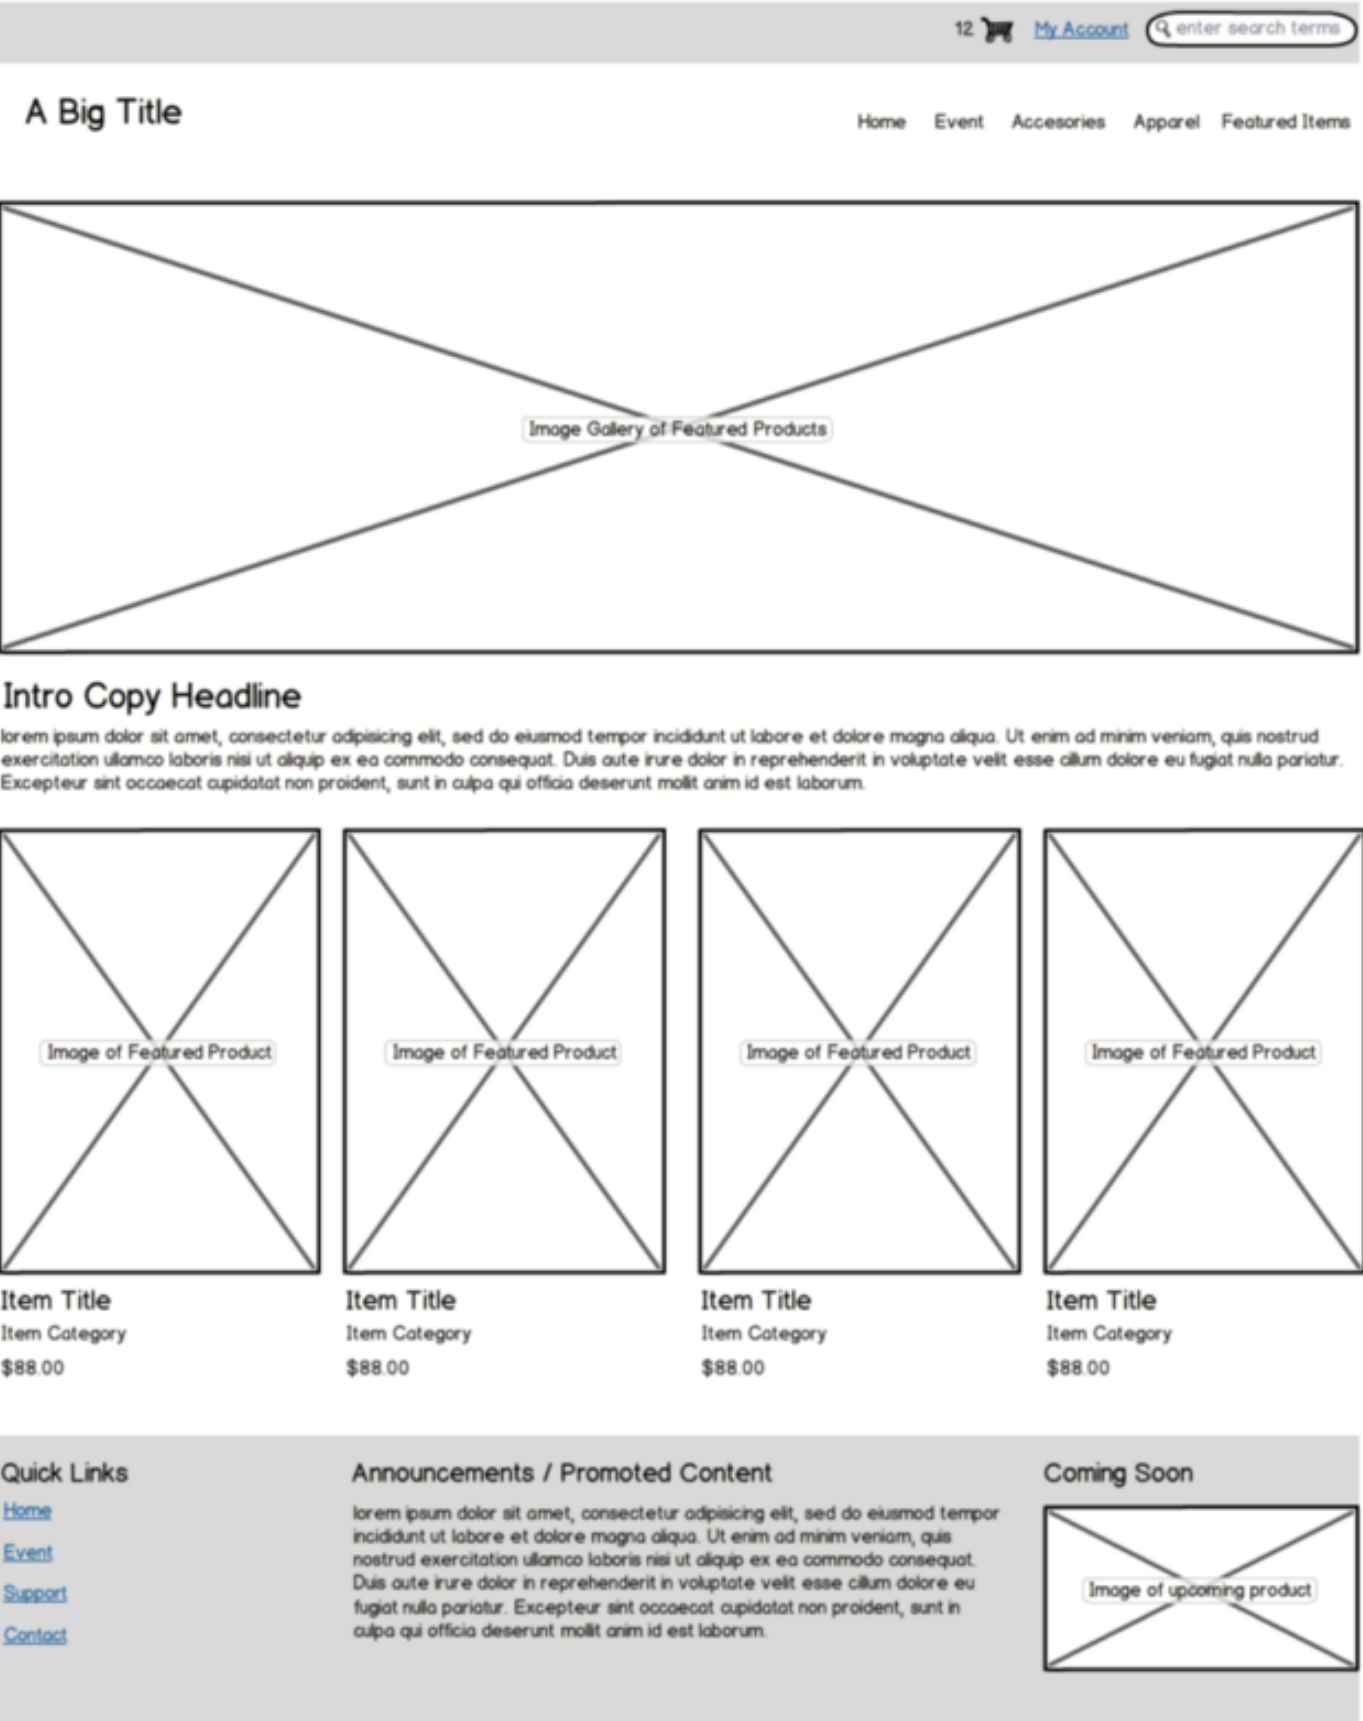 12 My Account enter search terms
A Big Title
Home Event Accesories Apparel Featured Items
Image Gallery of Featured Products
Intro Copy Headline
lorem ipsum dolor sit amet, consectetur adipisicing elit, sed do eiusmod tempor incididunt ut labore et dolore magna aliqua. Ut enim ad minim veniam, quis nostrud
exercitation ullamco laboris nisi ut aliquip ex ea commodo consequat. Duis aute irure dolor in reprehenderit in voluptate velit esse cillum dolore eu fugiat nulla pariatur.
Excepteur sint occaecat cupidatat non proident, sunt in culpa qui officia deserunt mollit anim id est laborum.
Image of Featured Product Image of Featured Product Image of Featured Product Image of Featured Product
Item Title Item Title Item Title Item Title
Item Category Item Category Item Category Item Category
$88.00 $88.00 $88.00 $88.00
Quick Links
Home
Event
Support
Contact
Announcements / Promoted Content
lorem ipsum dolor sit amet, consectetur adipisicing elit, sed do eiusmod tempor
incididunt ut labore et dolore magna aliqua. Ut enim ad minim veniam, quis
nostrud exercitation ullamco laboris nisi ut aliquip ex ea commodo consequat.
Duis aute irure dolor in reprehenderit in voluptate velit esse cillum dolore eu
fugiat nulla pariatur. Excepteur sint occaecat cupidatat non proident, sunt in
culpa qui officia deserunt mollit anim id est laborum.
Coming Soon
Image of upcoming product